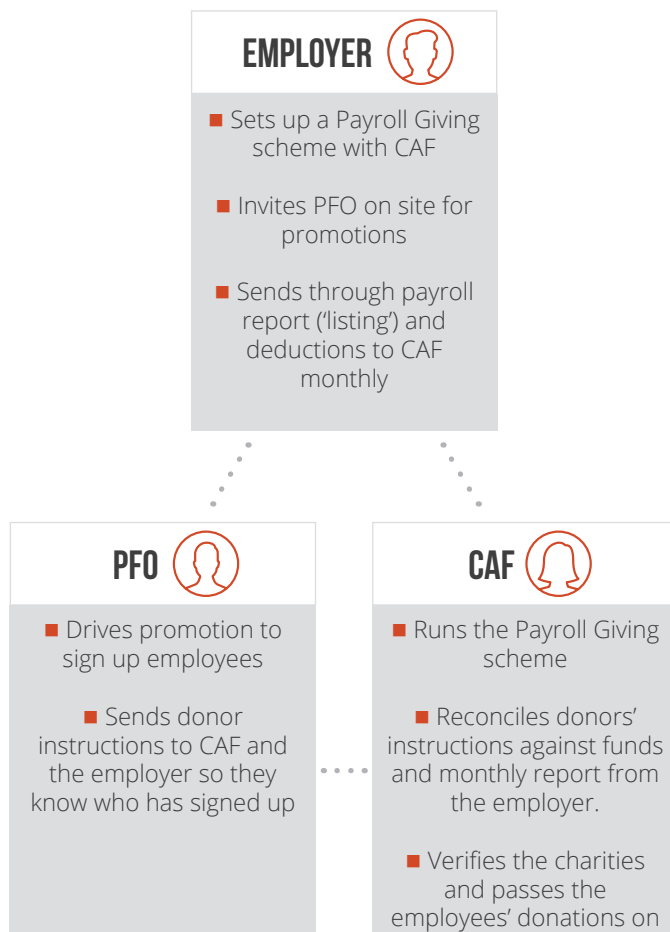 EMPLOYER
■ Sets up a Payroll Giving
scheme with CAF
■ Invites PFO on site for
promotions
■ Sends through payroll
report (‘listing’) and
deductions to CAF
monthly
PFO
■ Drives promotion to
sign up employees
■ Sends donor
instructions to CAF and
the employer so they
know who has signed up
CAF
■ Runs the Payroll Giving
scheme
■ Reconciles donors’
instructions against funds
and monthly report from
the employer.
■ Verifies the charities
and passes the
employees’ donations on